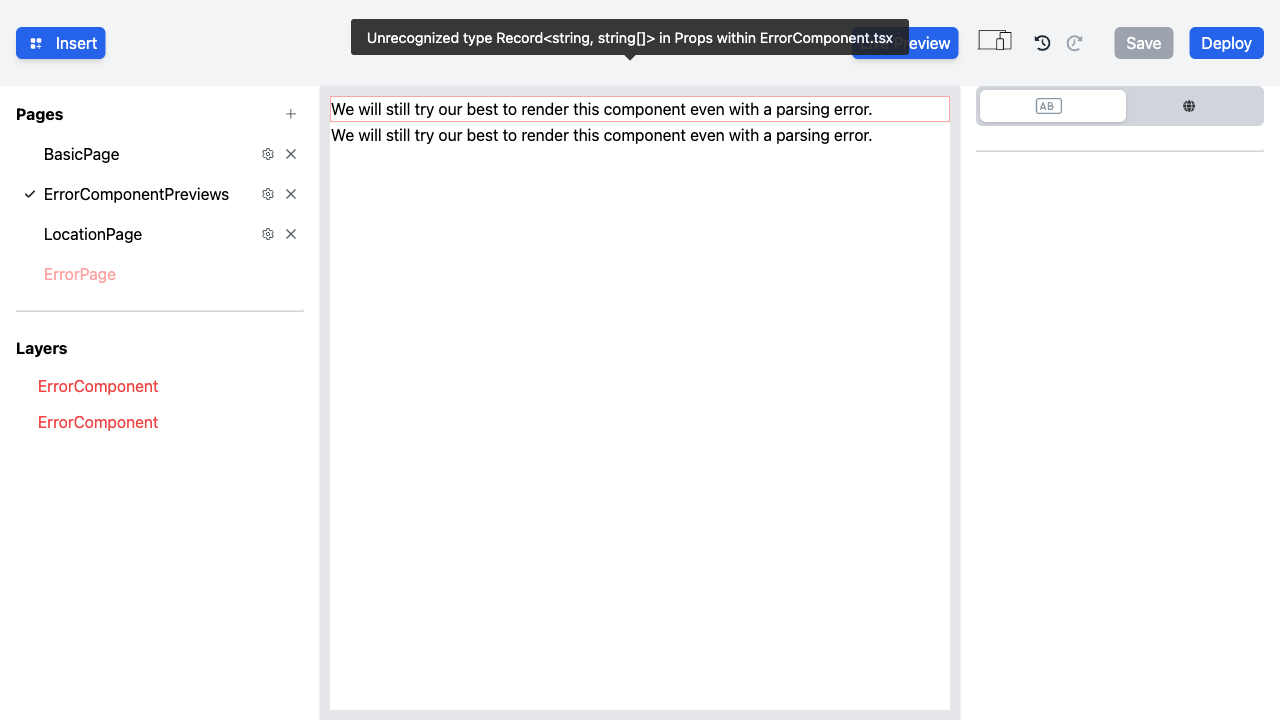 Insert
Unrecognized type Record<string, string[]> in Props within ErrorComponent.tsx
Live Preview
Save
Deploy
Pages
BasicPage
ErrorComponentPreviews
LocationPage
ErrorPage
Layers
ErrorComponent
ErrorComponent
We will still try our best to render this component even with a parsing error.
We will still try our best to render this component even with a parsing error.
AB